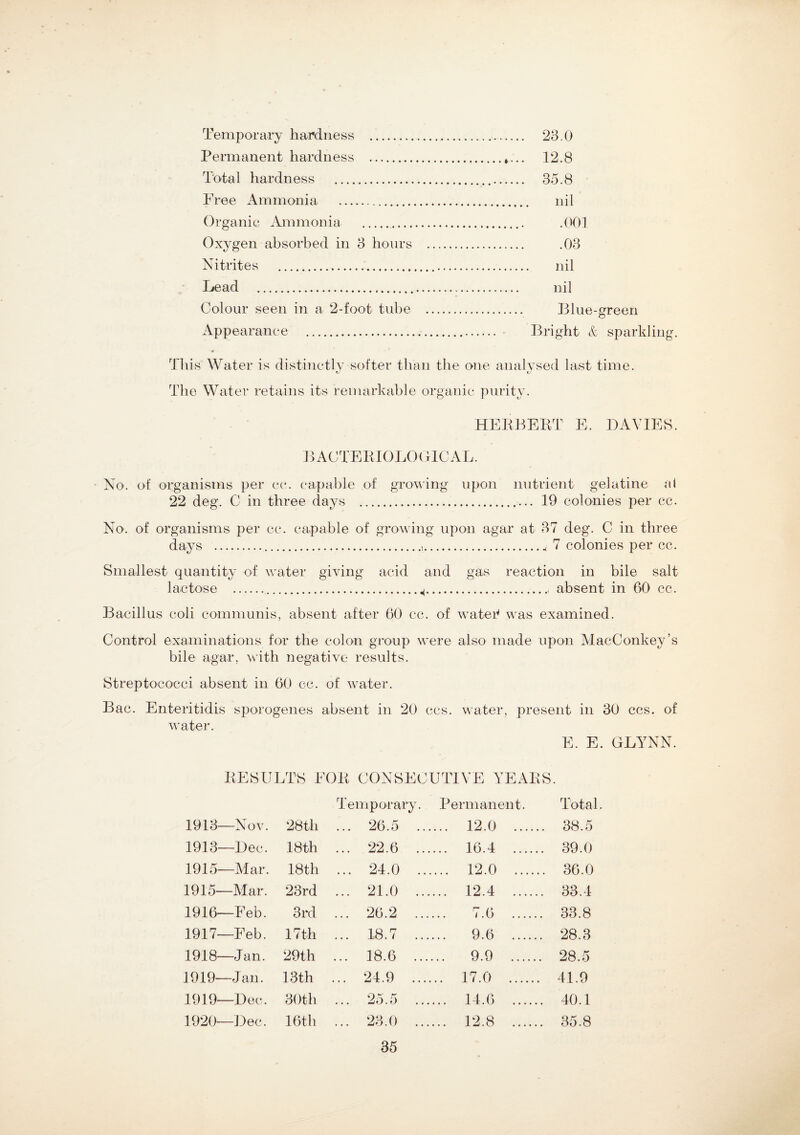 Temporary hardness ........................... 23.0
Permanent hardness ........................... 12.8
Total hardness ........................... 35.8
Free Ammonia ........................... nil
Organic Ammonia ........................... .001
Oxygen absorbed in 3 hours ................... .03
Nitrites ........................... nil
Lead ........................... nil
Colour seen in a 2-foot tube ................... Blue-green
Appearance ........................... Bright & sparkling.
This Water is distinctly softer than the one analysed last time.
The Water retains its remarkable organic purity.
HERBERT E. DAVIES.
BACTERIOLOGICAL.
No. of organisms per cc. capable of growing upon nutrient gelatine at
22 deg. C in three days ........................... 19 colonies per cc.
No. of organisms per cc. capable of growing upon agar at 37 deg. C in three
days ........................... 7 colonies per cc.
Smallest quantity of water giving acid and gas reaction in bile salt
lactose ........................... absent in 60 cc.
Bacillus coli communis, absent after 60 cc. of water was examined.
Control examinations for the colon group were also made upon MacConkey's
bile agar, with negative results.
Streptococci absent in 60 cc. of water.
Bac. Enteritidis sporogenes absent in 20 ccs. water, present in 30 ccs. of
water.
E. E. GLYNN.
RESULTS FOR CONSECUTIVE YEARS.
Temporary. Permanent. Total.
1913—Nov. 28th ... 26.5 ...... 12.0 ...... 38.5
1913—Dec. 18th ... 22.6 ...... 16.4 ...... 39.0
1915—Mar. 18th ... 24.0 ...... 12.0 ...... 36.0
1915—Mar. 23rd ... 21.0 ...... 12.4 ...... 33.4
1916—Feb. 3rd ... 26.2 ...... 7.6 ...... 33.8
1917—Feb. 17th ... 18.7 ...... 9.6 ...... 28.3
1918—Jan. 29th ... 18.6 ...... 9.9 ...... 28.5
1919—Jan. 13th ... 24.9 ...... 17.0 ...... 41.9
1919—Dec. 30th ... 25.5 ...... 14.6 ...... 40.1
1920—Dec. 16th ... 23.0 ...... 12.8 ...... 35.8
35